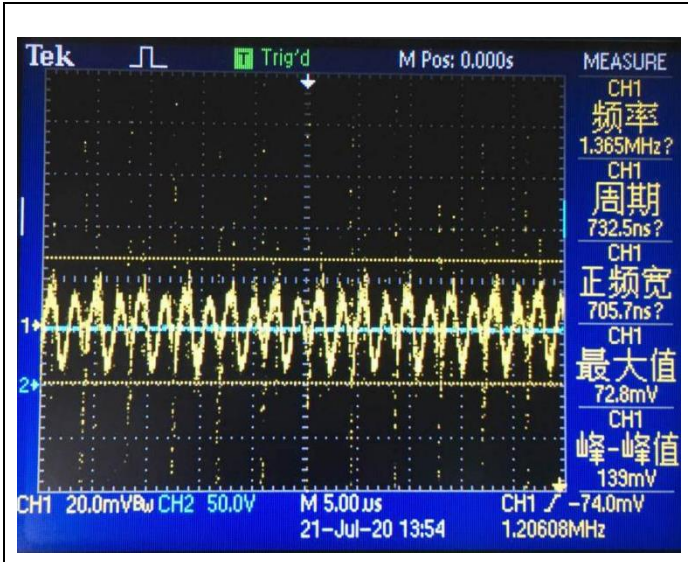 Tek
Trig'd
M Pos: 0.000s
MEASURE
CH1
频率
1.365MHz?
CH1
周期
732.5ns?
CH1
正频宽
705.7ns?
CH1
最大值
72.8mV
CH1
峰-峰值
139mV
1
2
CH1 20.0mVBw CH2 50.0V M 5.00µs CH1 -74.0mV
21-Jul-20 13:54 1.20608MHz